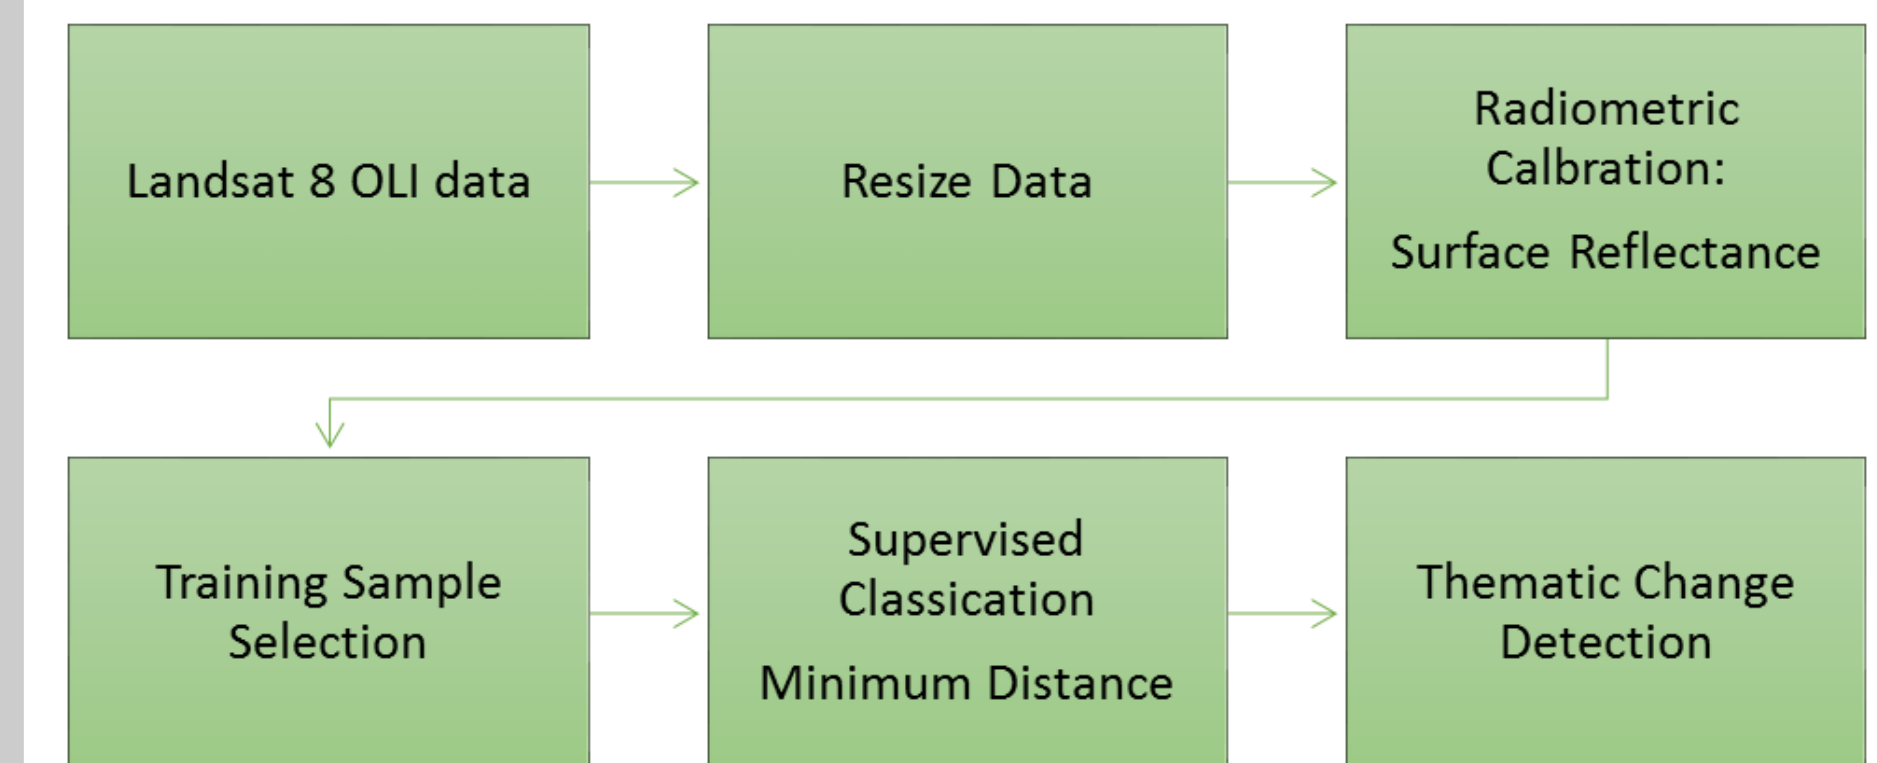 Landsat 8 OLI data
Resize Data
Radiometric
Calbration:
Surface Reflectance
Training Sample
Selection
Supervised
Classication
Minimum Distance
Thematic Change
Detection